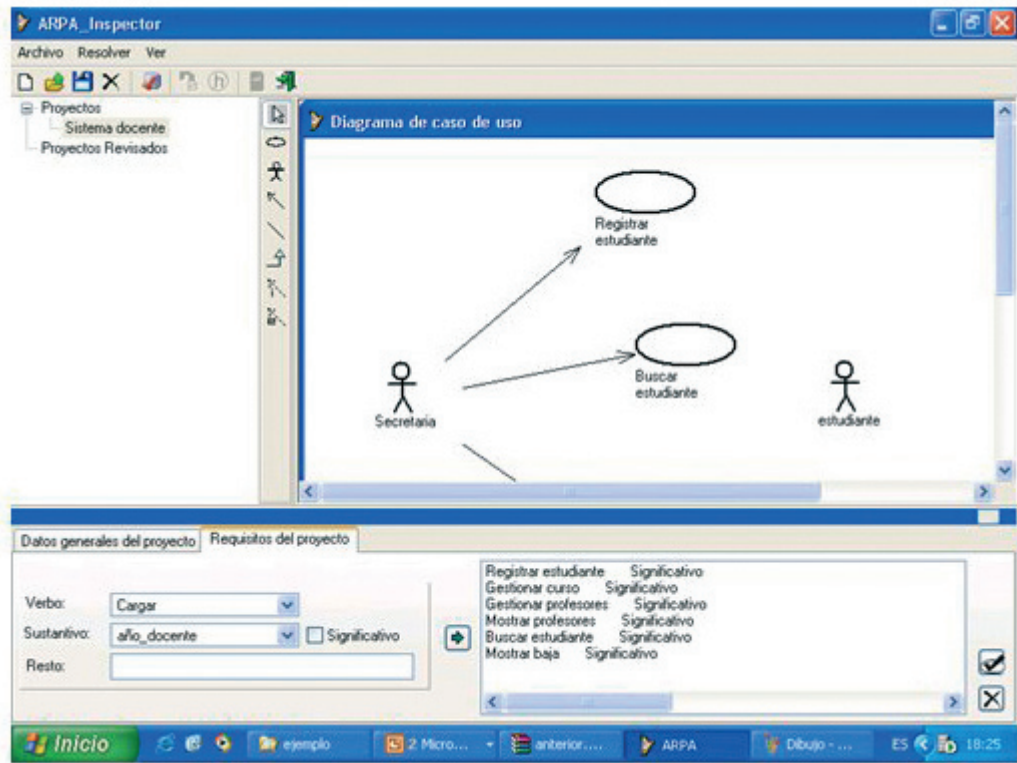 ARPA_Inspector
Archivo Resolver Ver
Proyectos
Sistema docente
Proyectos Revisados
Diagrama de caso de uso
Registrar
estudiante
Buscar
estudiante
Secretaria
estudiante
Datos generales del proyecto
Requisitos del proyecto
Verbo: Cargar
Sustantivo: año_docente Significativo
Resto:
Registrar estudiante Significativo
Gestionar curso Significativo
Gestionar profesores Significativo
Mostrar profesores Significativo
Buscar estudiante Significativo
Mostrar baja Significativo
Inicio ejemplo 2 Micro... anterior.... ARPA Dibujo - ... ES 18:25